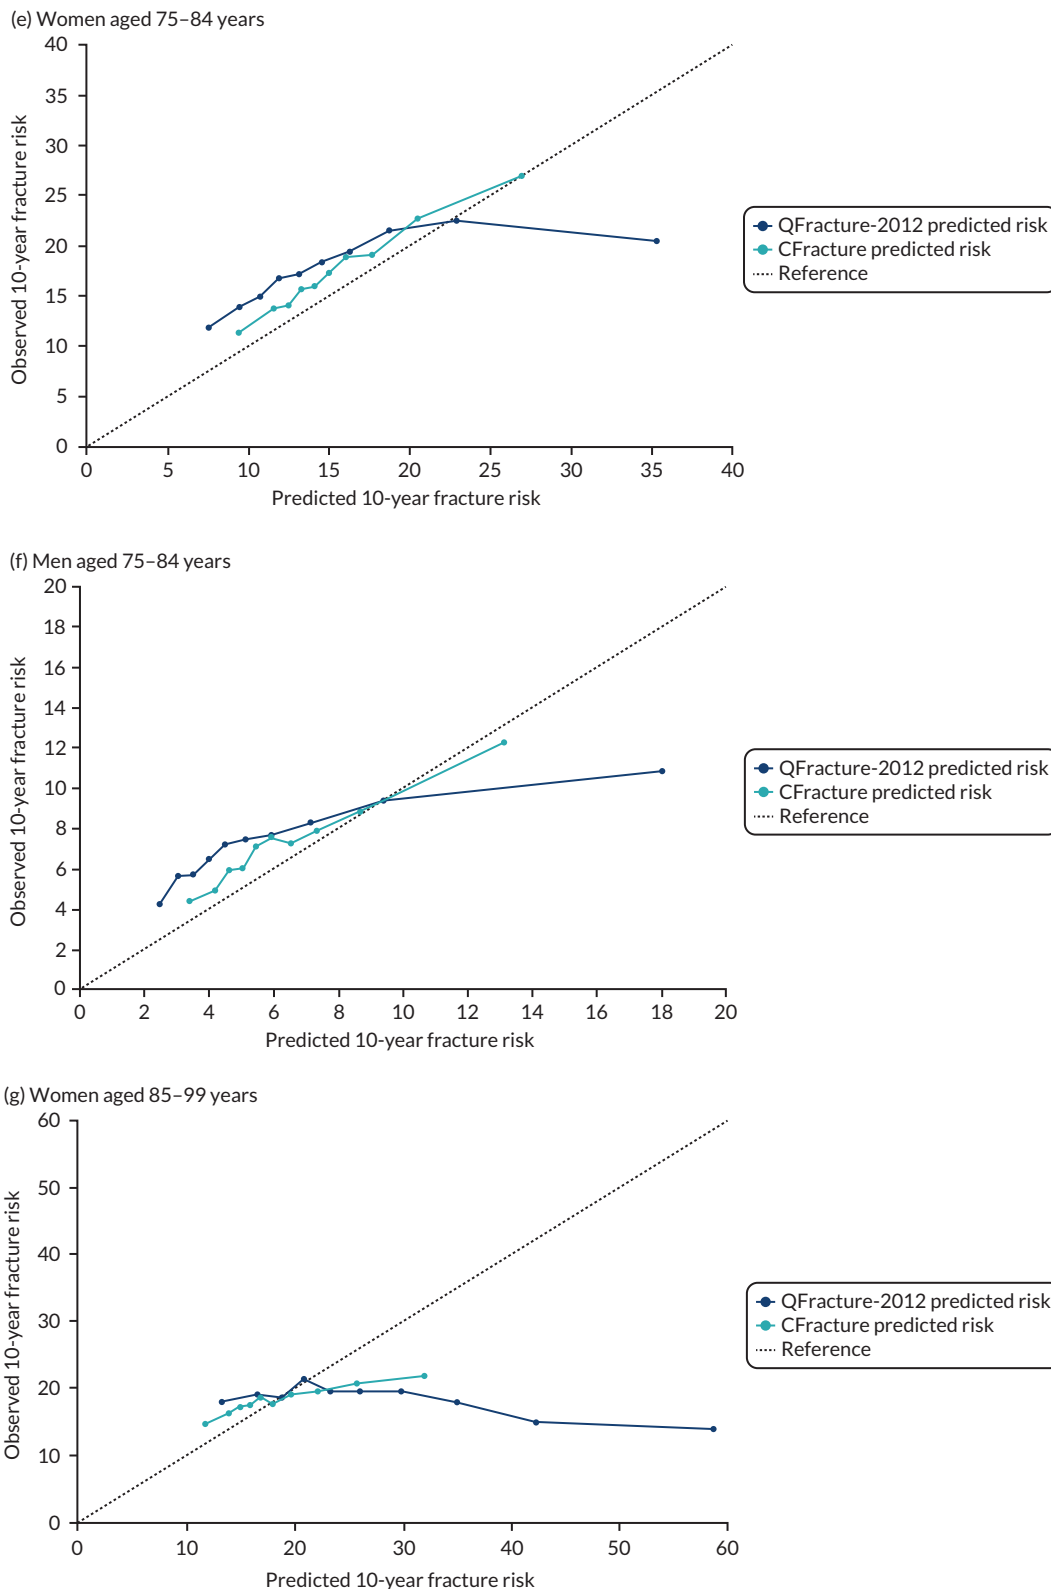 (e) Women aged 75–84 years
Observed 10-year fracture risk
40
35
30
25
20
15
10
5
0
0 5 10 15 20 25 30 35 40
Predicted 10-year fracture risk
QFracture-2012 predicted risk
CFracture predicted risk
Reference
(f) Men aged 75–84 years
Observed 10-year fracture risk
20
18
16
14
12
10
8
6
4
2
0
0 2 4 6 8 10 12 14 16 18 20
Predicted 10-year fracture risk
QFracture-2012 predicted risk
CFracture predicted risk
Reference
(g) Women aged 85–99 years
Observed 10-year fracture risk
60
50
40
30
20
10
0
0 10 20 30 40 50 60
Predicted 10-year fracture risk
QFracture-2012 predicted risk
CFracture predicted risk
Reference